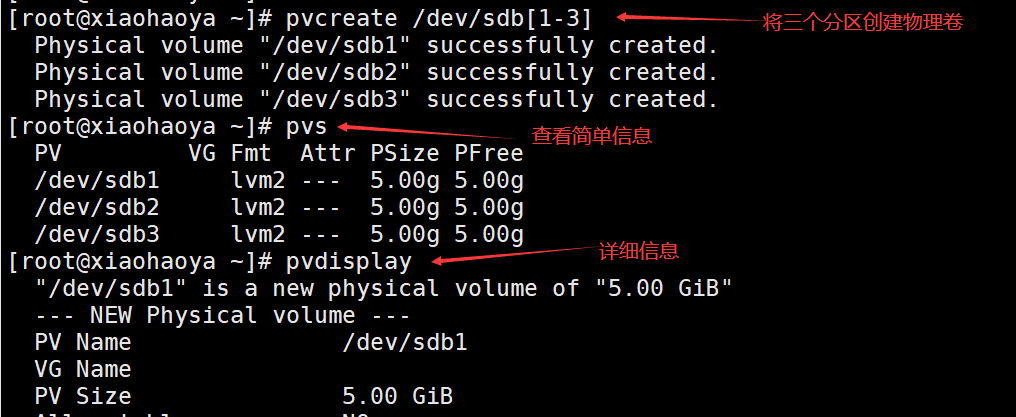 [root@xiaohaoya ~]# pvcreate /dev/sdb[1-3] 将三个分区创建物理卷
Physical volume "/dev/sdb1" successfully created.
Physical volume "/dev/sdb2" successfully created.
Physical volume "/dev/sdb3" successfully created.
[root@xiaohaoya ~]# pvs 查看简单信息
PV VG Fmt Attr PSize PFree
/dev/sdb1 lvm2 --- 5.00g 5.00g
/dev/sdb2 lvm2 --- 5.00g 5.00g
/dev/sdb3 lvm2 --- 5.00g 5.00g
[root@xiaohaoya ~]# pvdisplay 详细信息
"/dev/sdb1" is a new physical volume of "5.00 GiB"
--- NEW Physical volume ---
PV Name /dev/sdb1
VG Name
PV Size 5.00 GiB